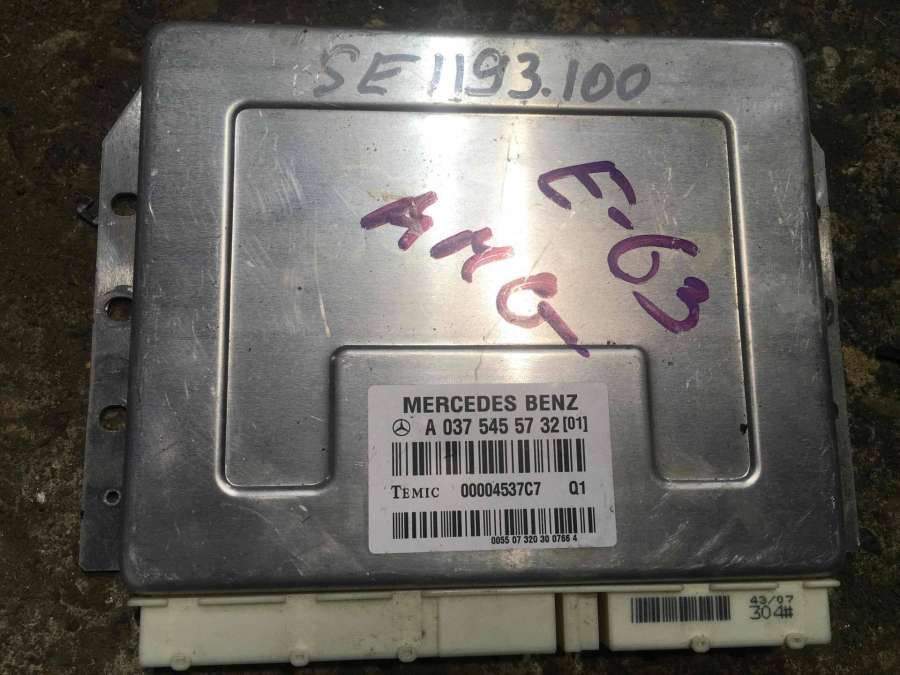 SE1193.100
E-63
AMG
MERCEDES BENZ
A 037 545 57 32 [01]
TEMIC 00004537C7 Q1
0055 07 320 30 0766 4
43/07
304#